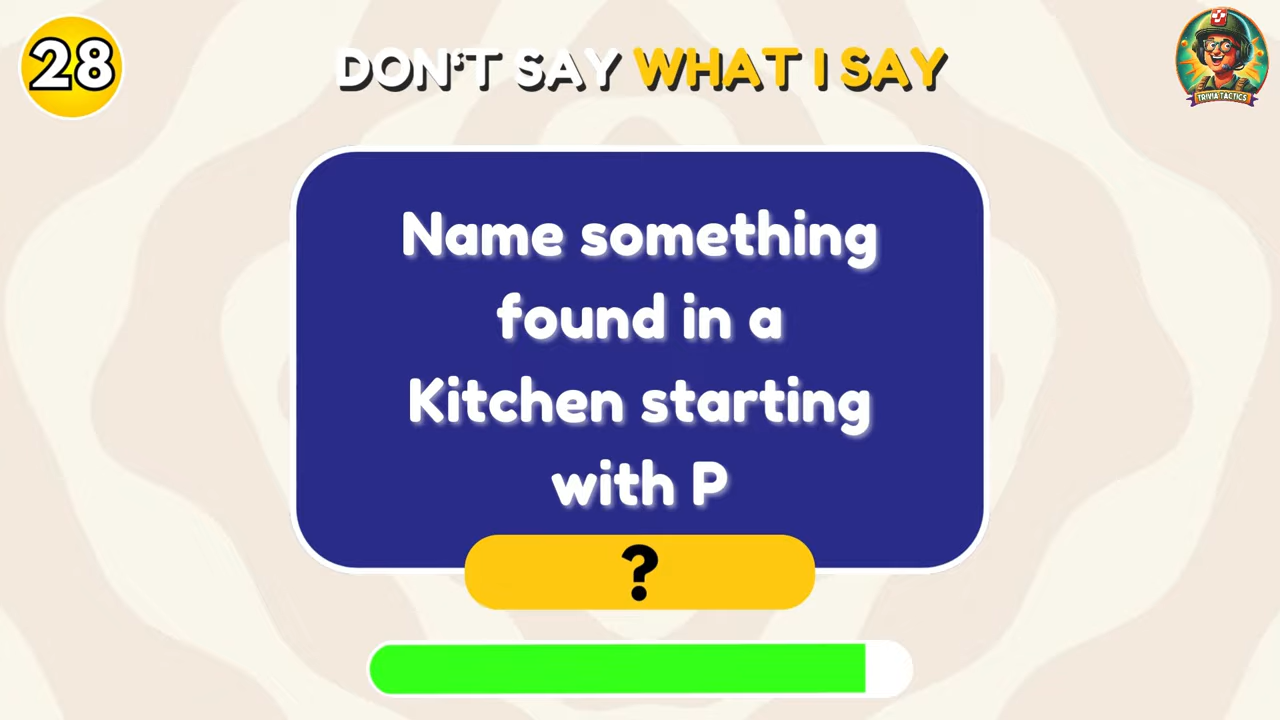 28
DON'T SAY WHAT I SAY
TRIVIA TACTICS
Name something
found in a
Kitchen starting
with P
?